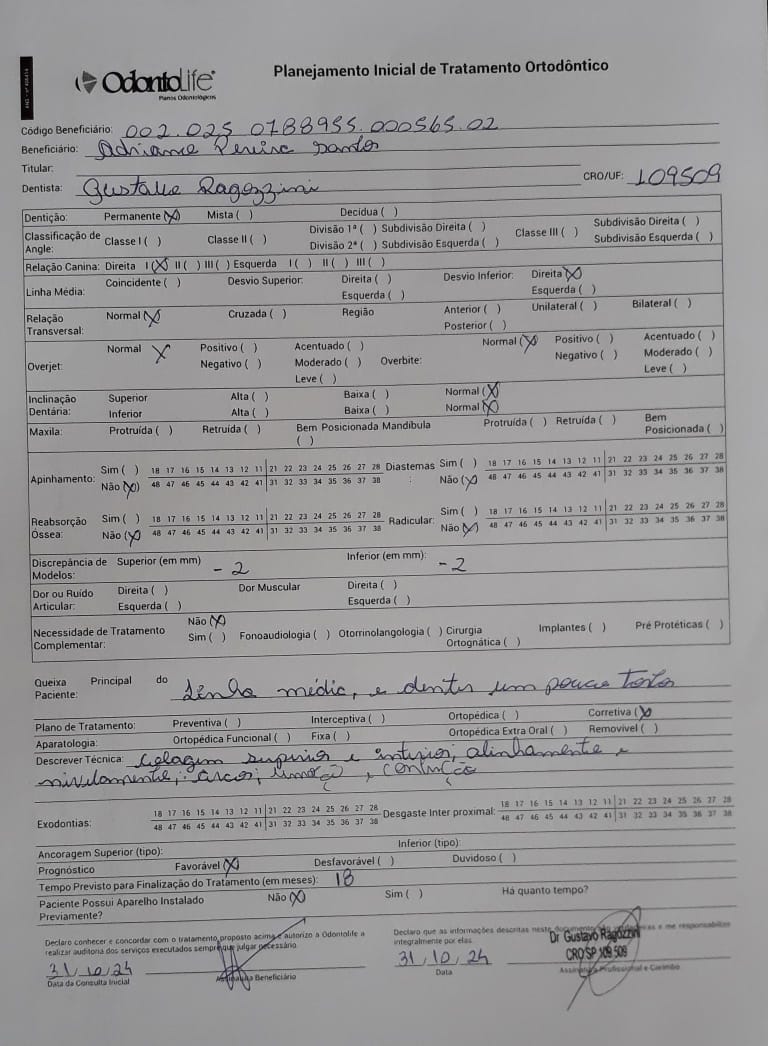 OdontoLife®
Planos Odontológicos
Planejamento Inicial de Tratamento Ortodôntico
Código Beneficiário: 002.025 0788955.000565.02
Beneficiário: Adriane Pereira Santos
Titular:
Dentista: Gustavo Ragozzini CRO/UF: 109509
Dentição: Permanente (X) Mista ( ) Decídua ( )
Classificação de Angle: Classe I ( ) Classe II ( ) Divisão 1ª ( ) Subdivisão Direita ( ) Divisão 2ª ( ) Subdivisão Esquerda ( ) Classe III ( ) Subdivisão Direita ( ) Subdivisão Esquerda ( )
Relação Canina: Direita I (X) II ( ) III ( ) Esquerda I ( ) II ( ) III ( )
Linha Média: Coincidente ( ) Desvio Superior: Direita ( ) Esquerda ( ) Desvio Inferior: Direita (X) Esquerda ( )
Relação Transversal: Normal (X) Cruzada ( ) Região Anterior ( ) Posterior ( ) Unilateral ( ) Bilateral ( )
Overjet: Normal X Positivo ( ) Negativo ( ) Acentuado ( ) Moderado ( ) Leve ( ) Overbite: Normal (X) Positivo ( ) Negativo ( ) Acentuado ( ) Moderado ( ) Leve ( )
Inclinação Dentária: Superior Alta ( ) Baixa ( ) Normal (X)
Inferior Alta ( ) Baixa ( ) Normal (X)
Maxila: Protruída ( ) Retruída ( ) Bem Posicionada ( ) Mandíbula Protruída ( ) Retruída ( ) Bem Posicionada ( )
Apinhamento: Sim ( ) 18 17 16 15 14 13 12 11 21 22 23 24 25 26 27 28 Diastemas : Sim ( ) 18 17 16 15 14 13 12 11 21 22 23 24 25 26 27 28
Não (X) 48 47 46 45 44 43 42 41 31 32 33 34 35 36 37 38 Não (X) 48 47 46 45 44 43 42 41 31 32 33 34 35 36 37 38
Reabsorção Óssea: Sim ( ) 18 17 16 15 14 13 12 11 21 22 23 24 25 26 27 28 Radicular: Sim ( ) 18 17 16 15 14 13 12 11 21 22 23 24 25 26 27 28
Não (X) 48 47 46 45 44 43 42 41 31 32 33 34 35 36 37 38 Não (X) 48 47 46 45 44 43 42 41 31 32 33 34 35 36 37 38
Discrepância de Modelos: Superior (em mm) -2 Inferior (em mm): -2
Dor ou Ruído Articular: Direita ( ) Esquerda ( ) Dor Muscular Direita ( ) Esquerda ( )
Necessidade de Tratamento Complementar: Não (X) Sim ( ) Fonoaudiologia ( ) Otorrinolangologia ( ) Cirurgia Ortognática ( ) Implantes ( ) Pré Protéticas ( )
Queixa Principal do Paciente: Linha média, e dentes um pouco tortos
Plano de Tratamento: Preventiva ( ) Interceptiva ( ) Ortopédica ( ) Corretiva (X)
Aparatologia: Ortopédica Funcional ( ) Fixa ( ) Ortopédica Extra Oral ( ) Removivel ( )
Descrever Técnica: Colagem superior e inferior, alinhamento e
nivelamento, arcos, remoção, contenção
Exodontias: 18 17 16 15 14 13 12 11 21 22 23 24 25 26 27 28 Desgaste Inter proximal: 18 17 16 15 14 13 12 11 21 22 23 24 25 26 27 28
48 47 46 45 44 43 42 41 31 32 33 34 35 36 37 38 48 47 46 45 44 43 42 41 31 32 33 34 35 36 37 38
Ancoragem Superior (tipo): Inferior (tipo):
Prognóstico Favorável (X) Desfavorável ( ) Duvidoso ( )
Tempo Previsto para Finalização do Tratamento (em meses): 18
Paciente Possui Aparelho Instalado Previamente? Não (X) Sim ( ) Há quanto tempo?
Declaro conhecer e concordar com o tratamento proposto acima e autorizo a Odontolife a
realizar auditoria dos serviços executados sempre que julgar necessário.
Declaro que as informações descritas neste documento são verdadeiras e me responsabilizo
integralmente por elas.
31 10 24
Data da Consulta Inicial
Assinatura Beneficiário
31 10 24
Data
Dr Gustavo Ragozzini
CRO SP 109.509
Assinatura Profissional e Carimbo